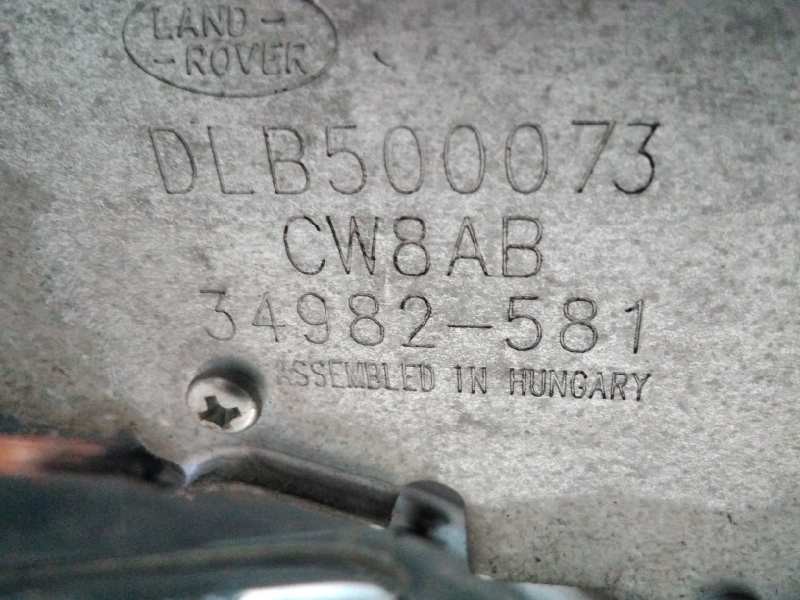 LAND-
-ROVER
DLB500073
CW8AB
34982-581
ASSEMBLED IN HUNGARY